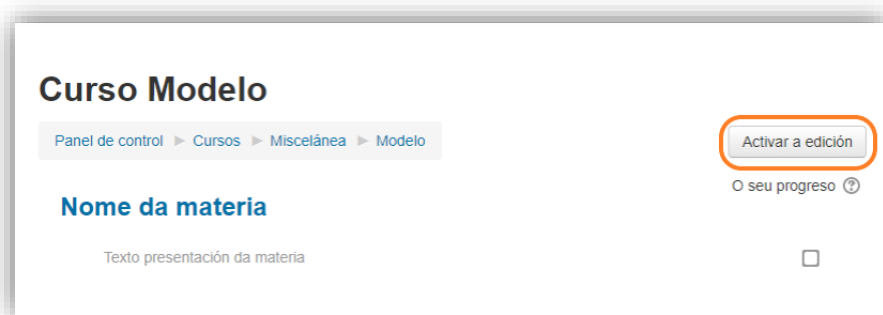 Curso Modelo
Panel de control ► Cursos ► Miscelánea ► Modelo
Activar a edición
O seu progreso ?
Nome da materia
Texto presentación da materia